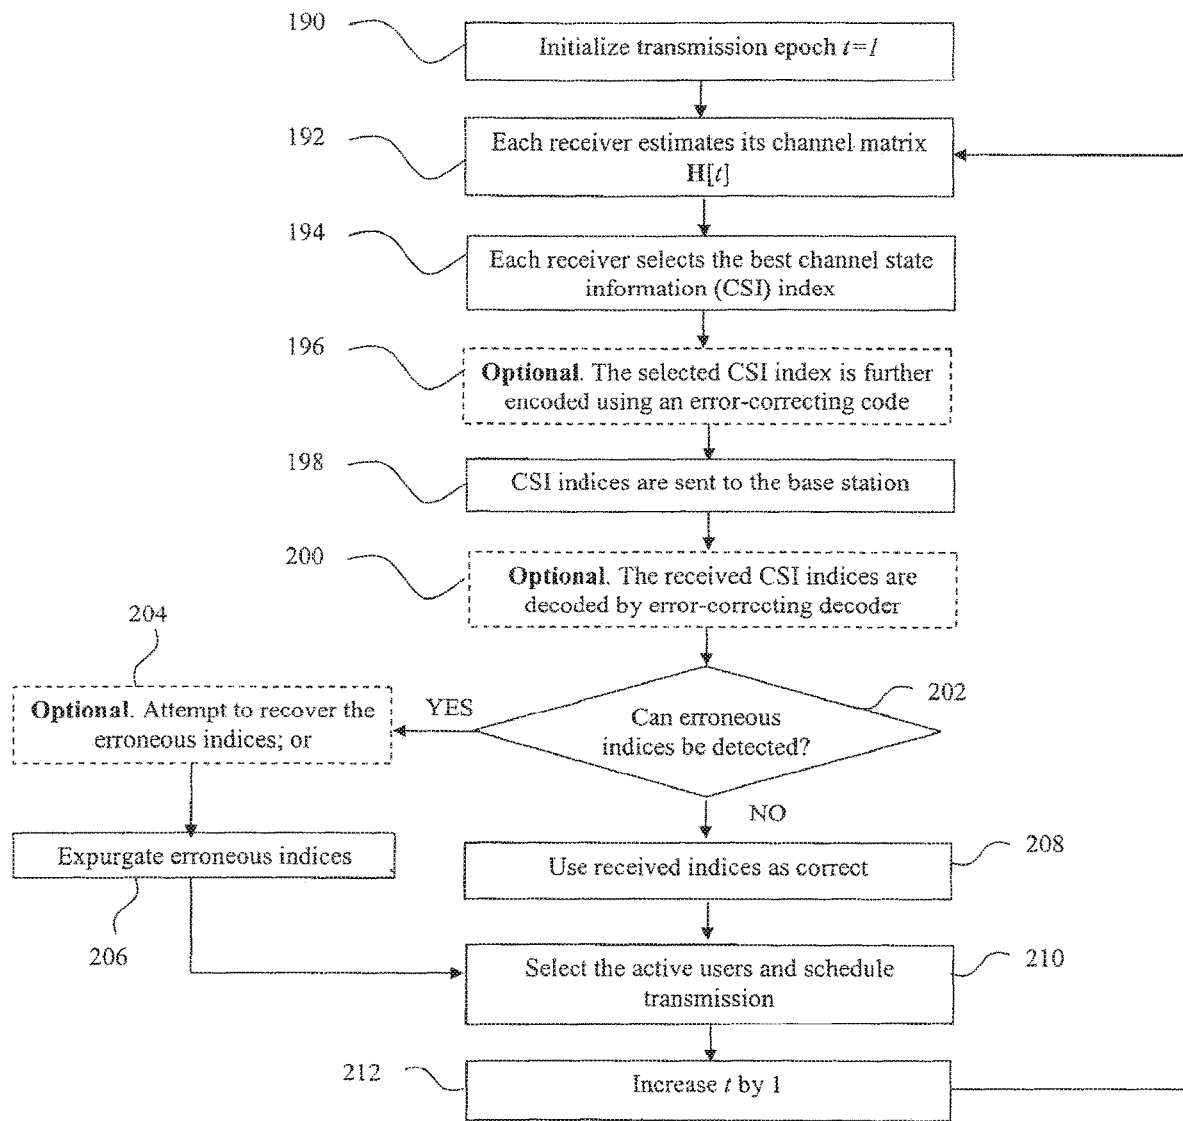 190
Initialize transmission epoch t=1
192
Each receiver estimates its channel matrix
H[t]
194
Each receiver selects the best channel state
information (CSI) index
196
Optional. The selected CSI index is further
encoded using an error-correcting code
198
CSI indices are sent to the base station
200
Optional. The received CSI indices are
decoded by error-correcting decoder
204
202
Optional. Attempt to recover the
erroneous indices; or
YES
Can erroneous
indices be detected?
NO
Expurgate erroneous indices
206
Use received indices as correct
208
Select the active users and schedule
transmission
210
212
Increase t by 1